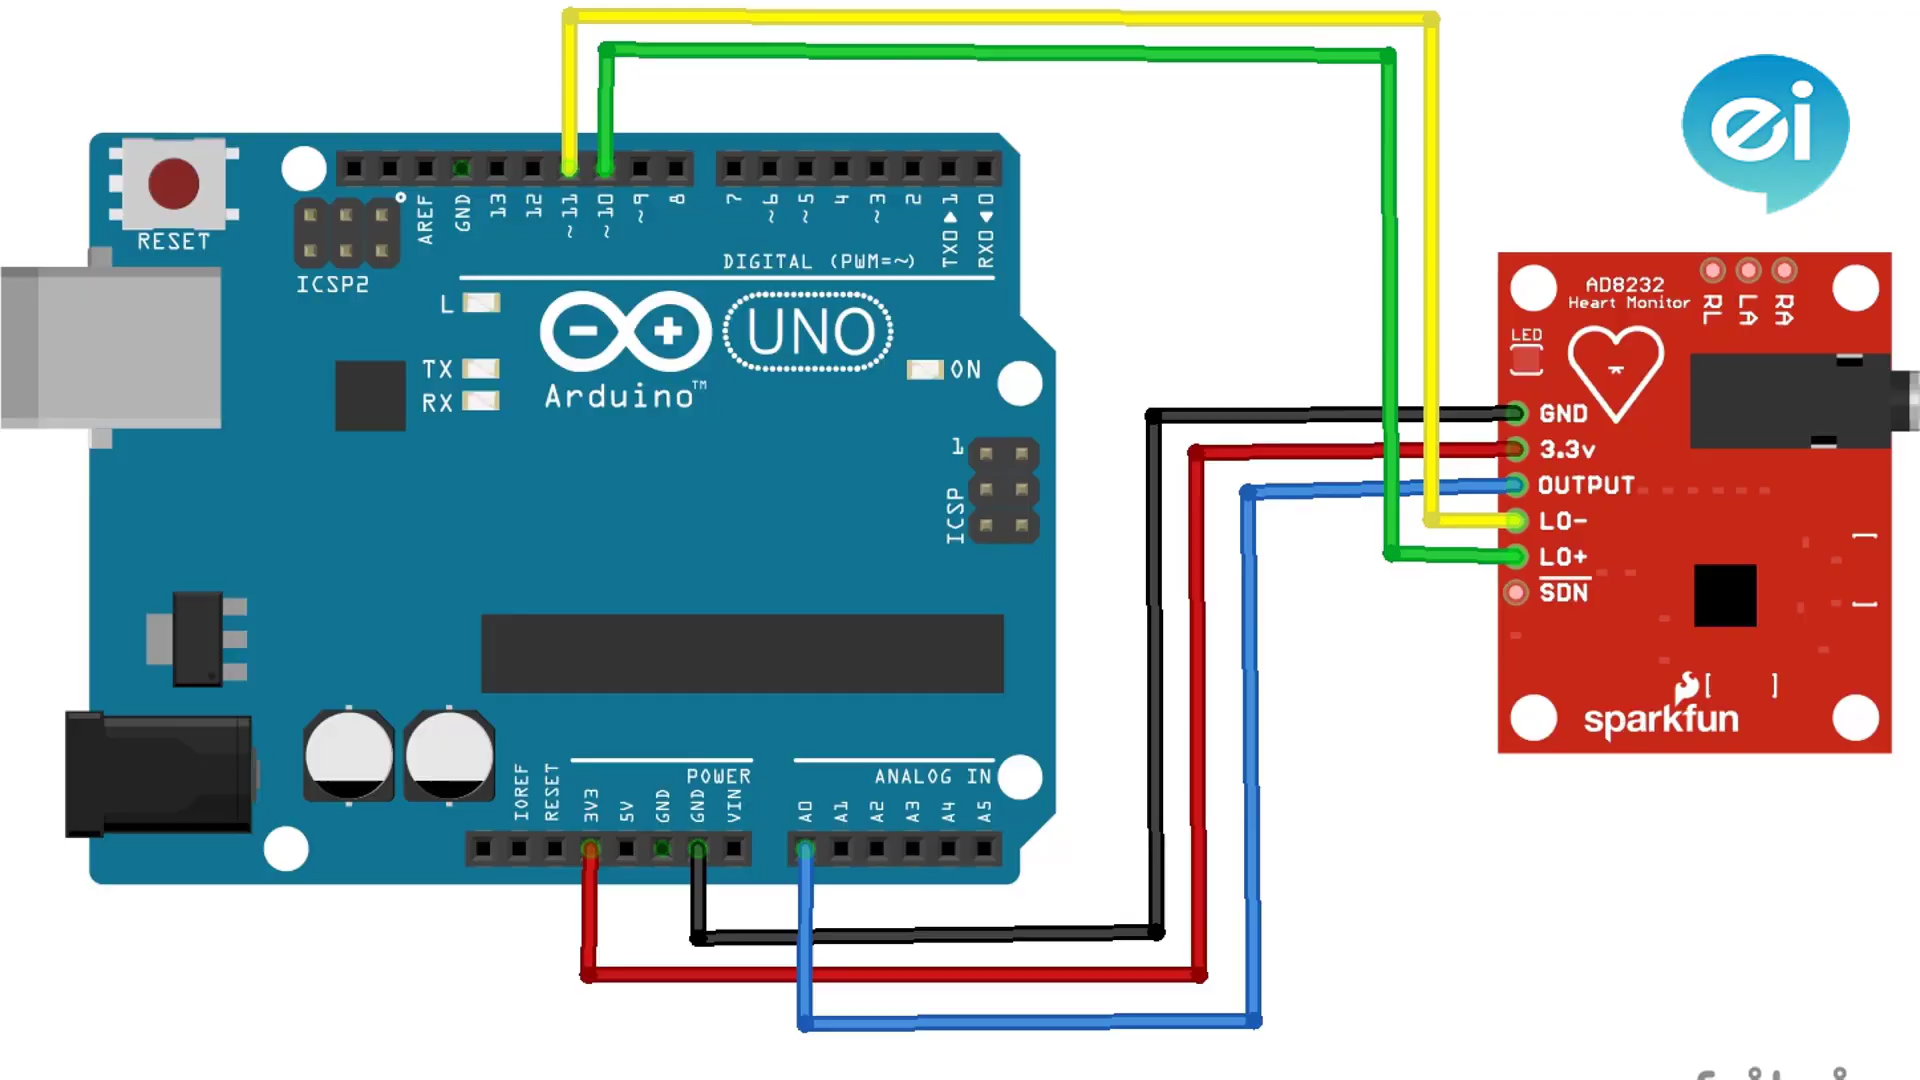 ei
RESET
ICSP2
AREF
GND
13
12
~11
~10
~9
8
7
~6
~5
4
~3
2
TX0▶1
RX0◀0
DIGITAL (PWM=~)
L
TX
RX
UNO
Arduino™
ON
1
ICSP
IOREF
RESET
3V3
5V
GND
GND
VIN
POWER
A0
A1
A2
A3
A4
A5
ANALOG IN
AD8232
Heart Monitor
RL
LA
RA
LED
GND
3.3v
OUTPUT
LO-
LO+
SDN
sparkfun